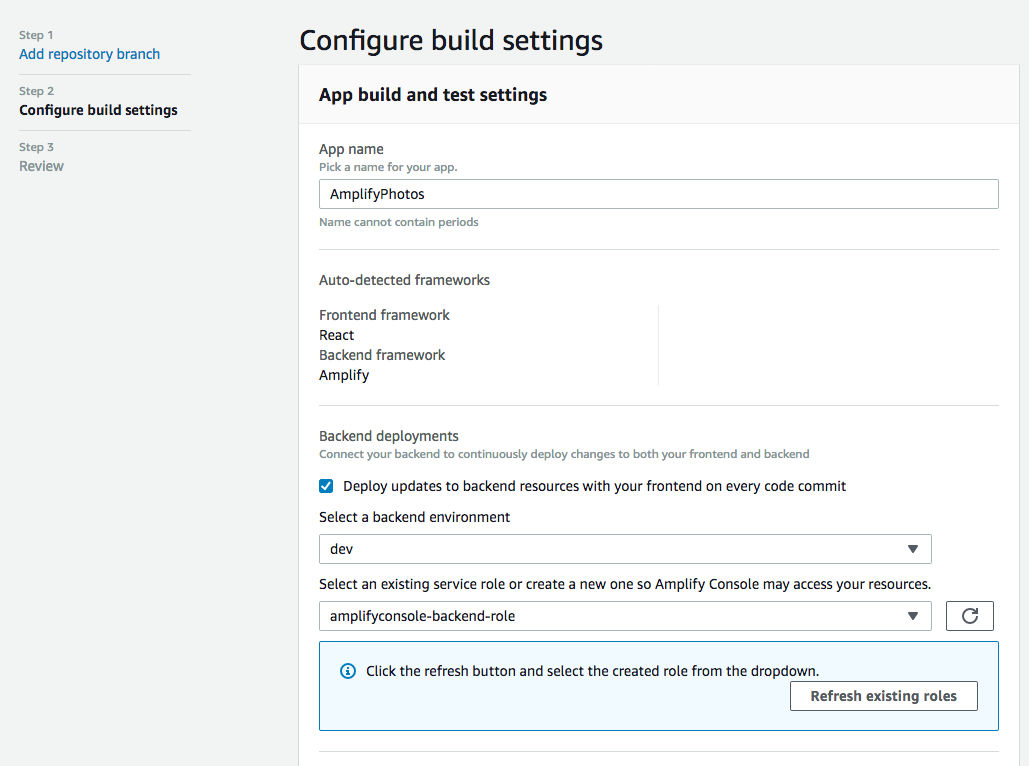 Step 1
Add repository branch
Step 2
Configure build settings
Step 3
Review
Configure build settings
App build and test settings
App name
Pick a name for your app.
AmplifyPhotos
Name cannot contain periods
Auto-detected frameworks
Frontend framework
React
Backend framework
Amplify
Backend deployments
Connect your backend to continuously deploy changes to both your frontend and backend
Deploy updates to backend resources with your frontend on every code commit
Select a backend environment
dev
Select an existing service role or create a new one so Amplify Console may access your resources.
amplifyconsole-backend-role
Click the refresh button and select the created role from the dropdown.
Refresh existing roles